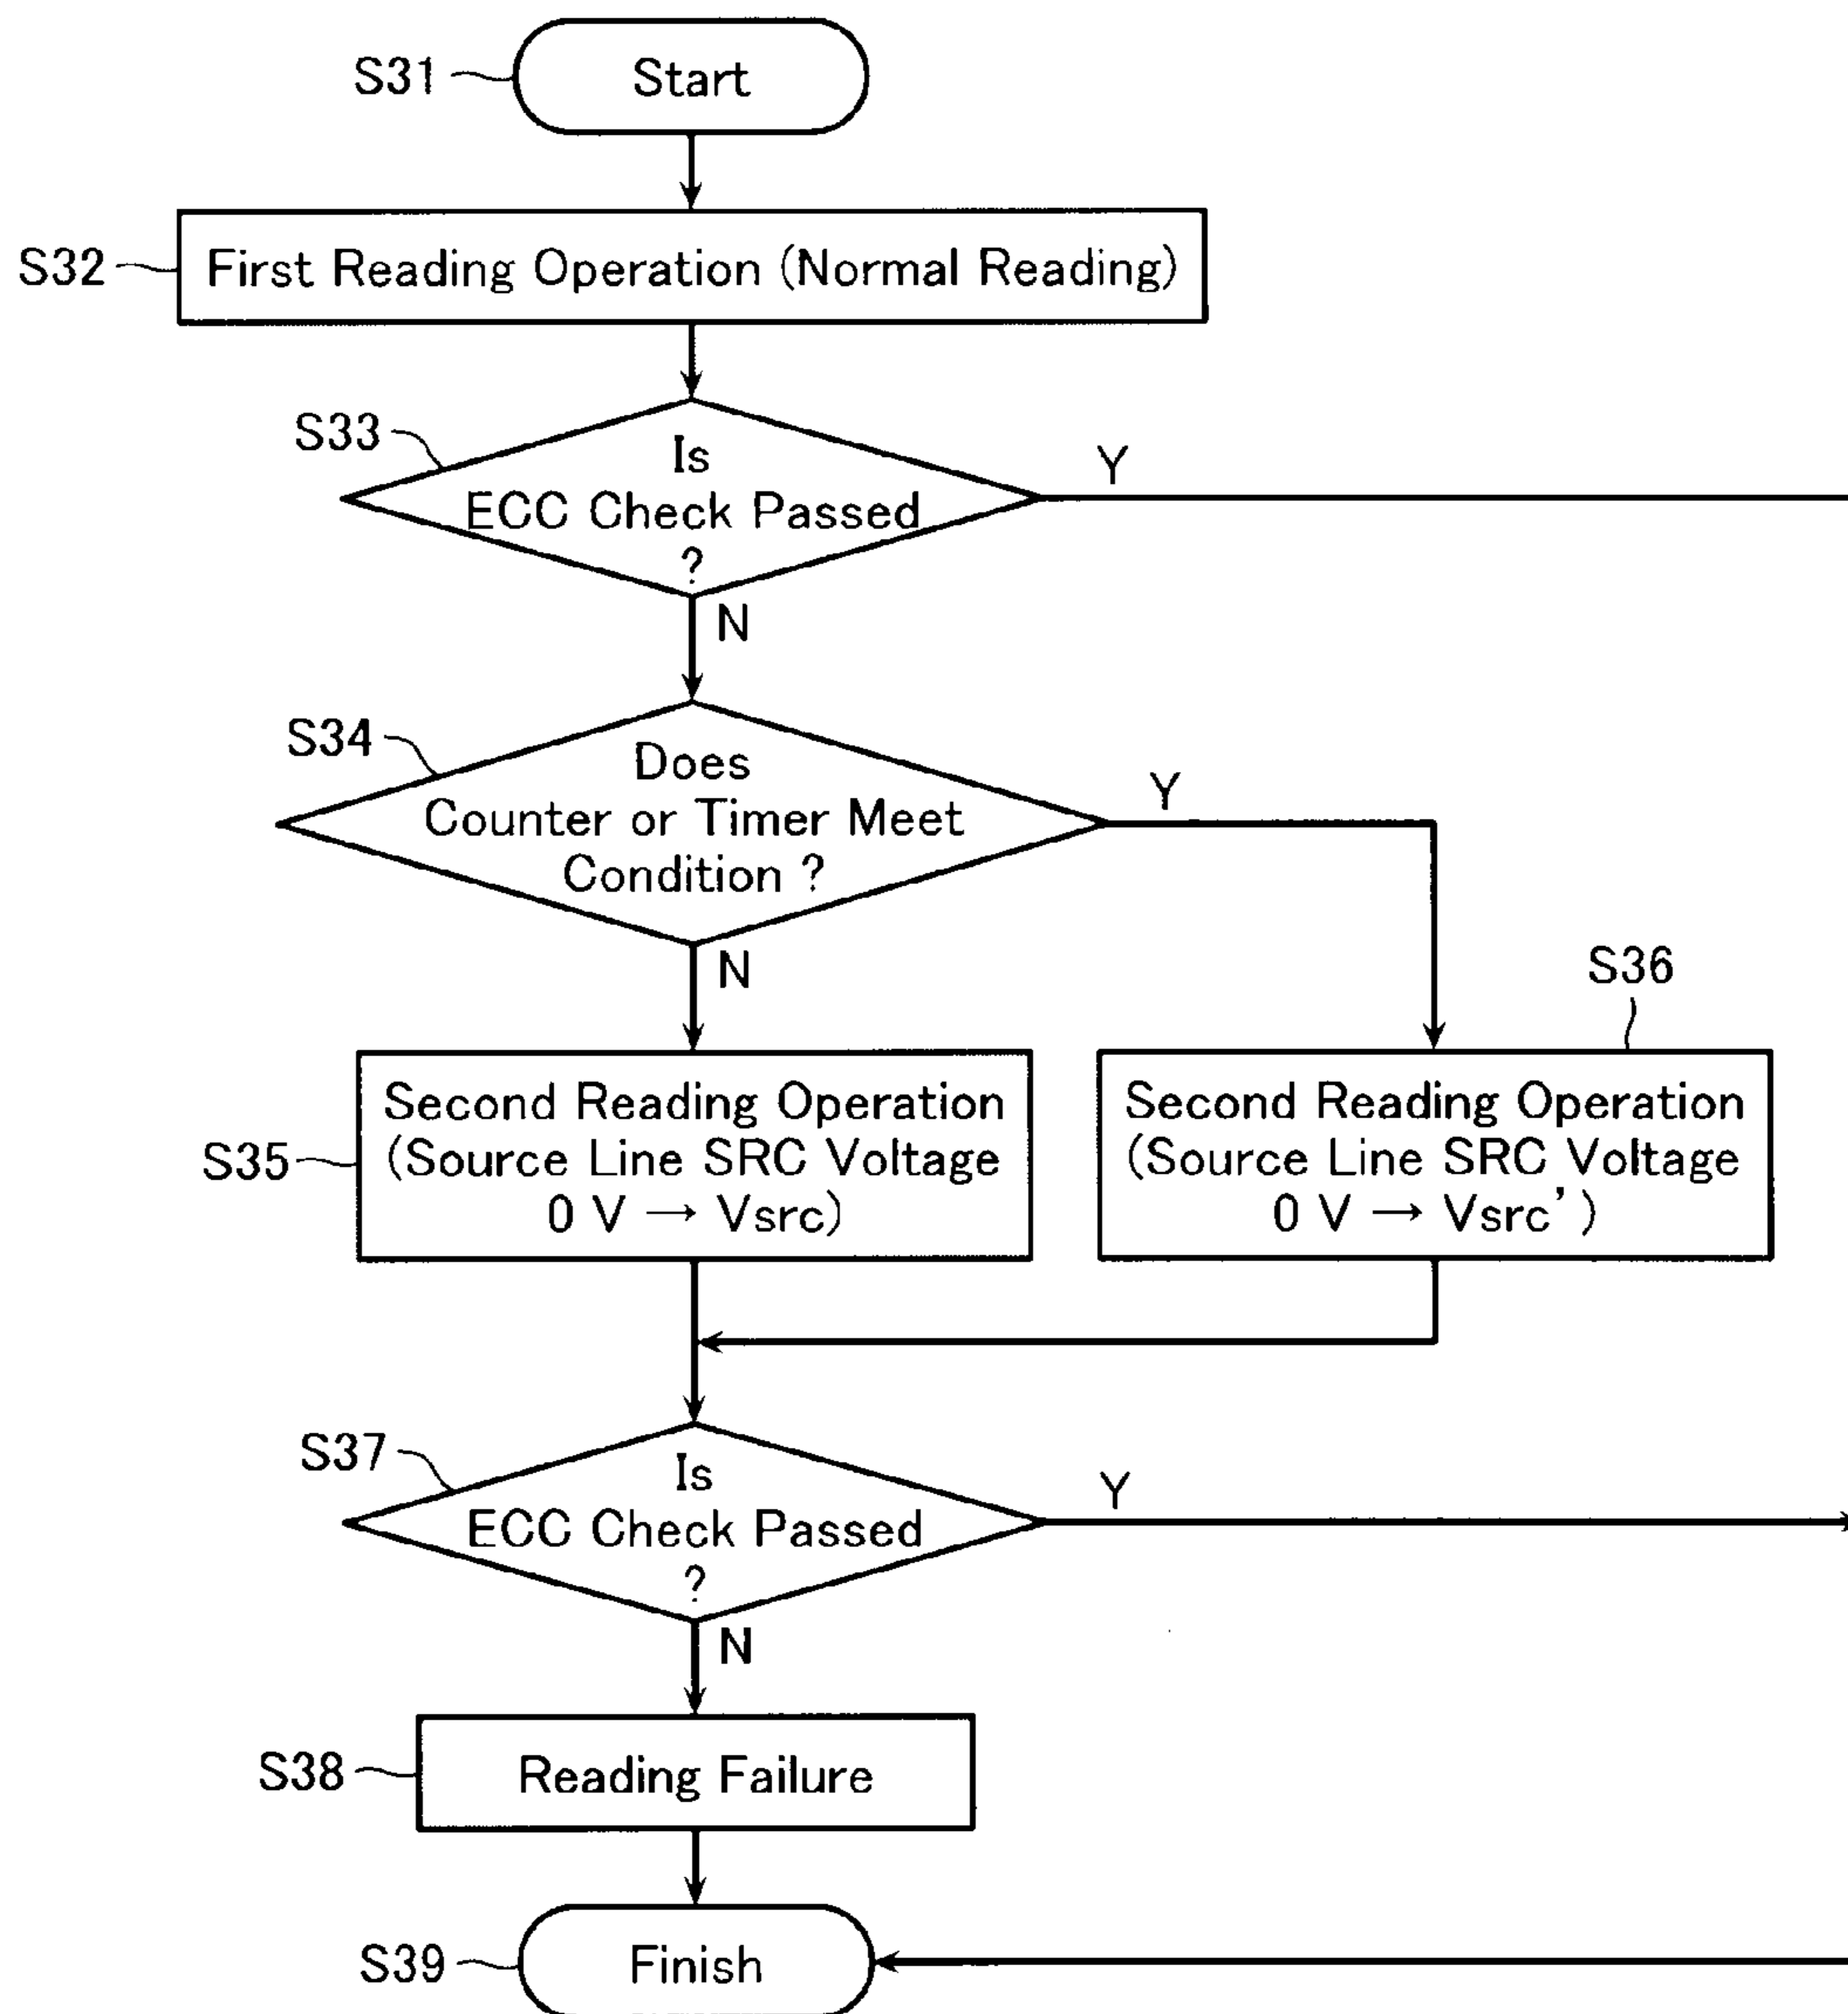 S31
Start
S32
First Reading Operation (Normal Reading)
S33
Is
ECC Check Passed
?
Y
N
S34
Does
Counter or Timer Meet
Condition ?
Y
N
S35
Second Reading Operation
(Source Line SRC Voltage
0 V → Vsrc)
S36
Second Reading Operation
(Source Line SRC Voltage
0 V → Vsrc')
S37
Is
ECC Check Passed
?
Y
N
S38
Reading Failure
S39
Finish